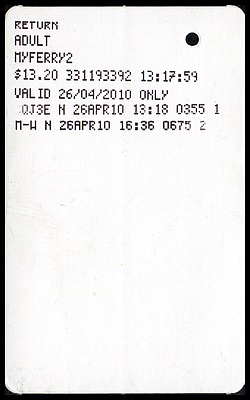 RETURN
ADULT
MYFERRY2
$13.20 331193392 13:17:59
VALID 26/04/2010 ONLY
QJ3E N 26APR10 13:18 0355 1
M-W N 26APR10 16:36 0675 2